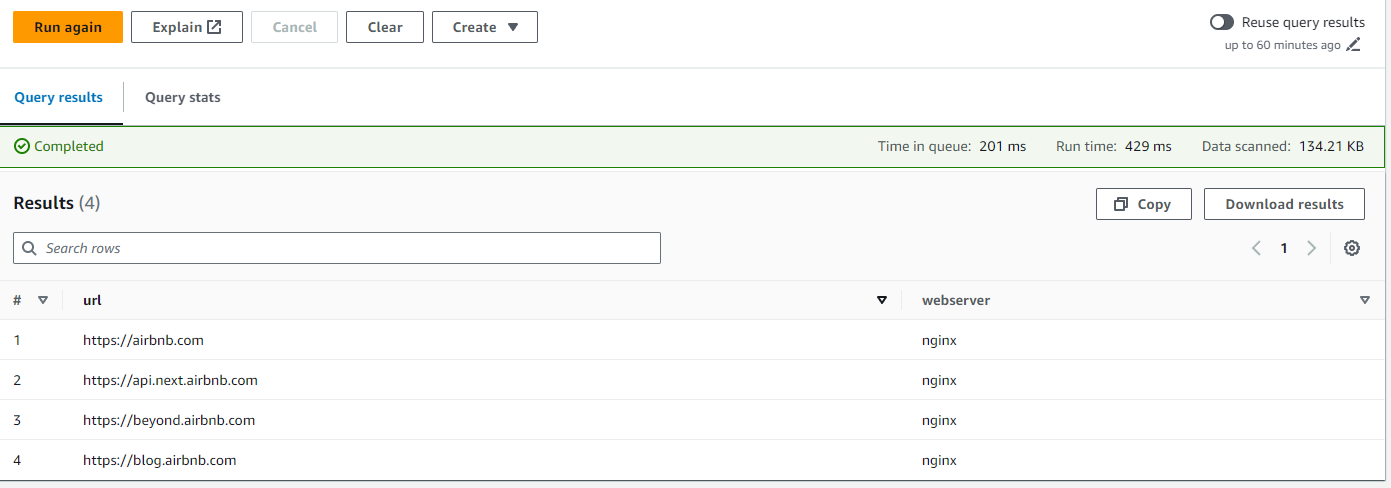 Run again Explain Cancel Clear Create Reuse query results
up to 60 minutes ago
Query results Query stats
Completed Time in queue: 201 ms Run time: 429 ms Data scanned: 134.21 KB
Results (4) Copy Download results
Search rows 1
# url webserver
1 https://airbnb.com nginx
2 https://api.next.airbnb.com nginx
3 https://beyond.airbnb.com nginx
4 https://blog.airbnb.com nginx